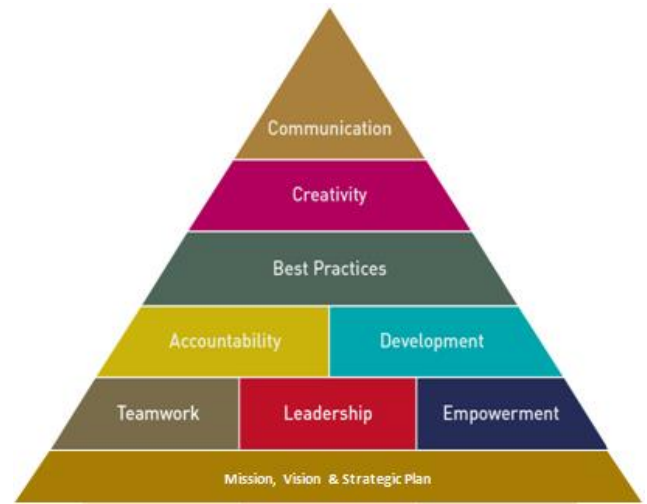 Communication
Creativity
Best Practices
Accountability Development
Teamwork Leadership Empowerment
Mission, Vision & Strategic Plan